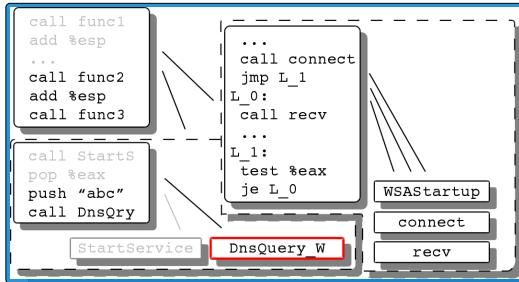 call func1
add %esp
...
call func2
add %esp
call func3
call StartS
pop %eax
push “abc”
call DnsQry
StartService
DnsQuery_W
...
call connect
jmp L_1
L_0:
call recv
...
L_1:
test %eax
je L_0
WSAStartup
connect
recv